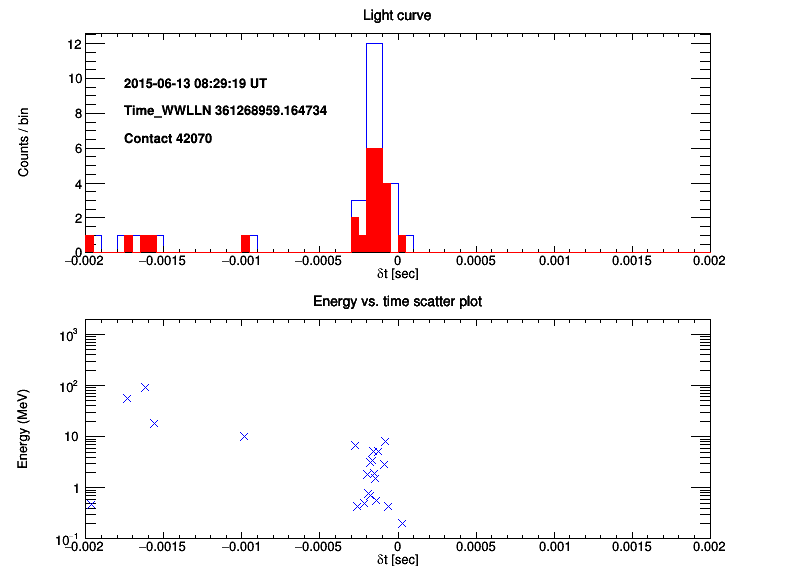 Light curve
12
10
8
6
4
2
0
Counts / bin
2015-06-13 08:29:19 UT
Time_WWLLN 361268959.164734
Contact 42070
−0.002 −0.0015 −0.001 −0.0005 0 0.0005 0.001 0.0015 0.002
δt [sec]
Energy vs. time scatter plot
10³
10²
10
1
10⁻¹
Energy (MeV)
−0.002 −0.0015 −0.001 −0.0005 0 0.0005 0.001 0.0015 0.002
δt [sec]